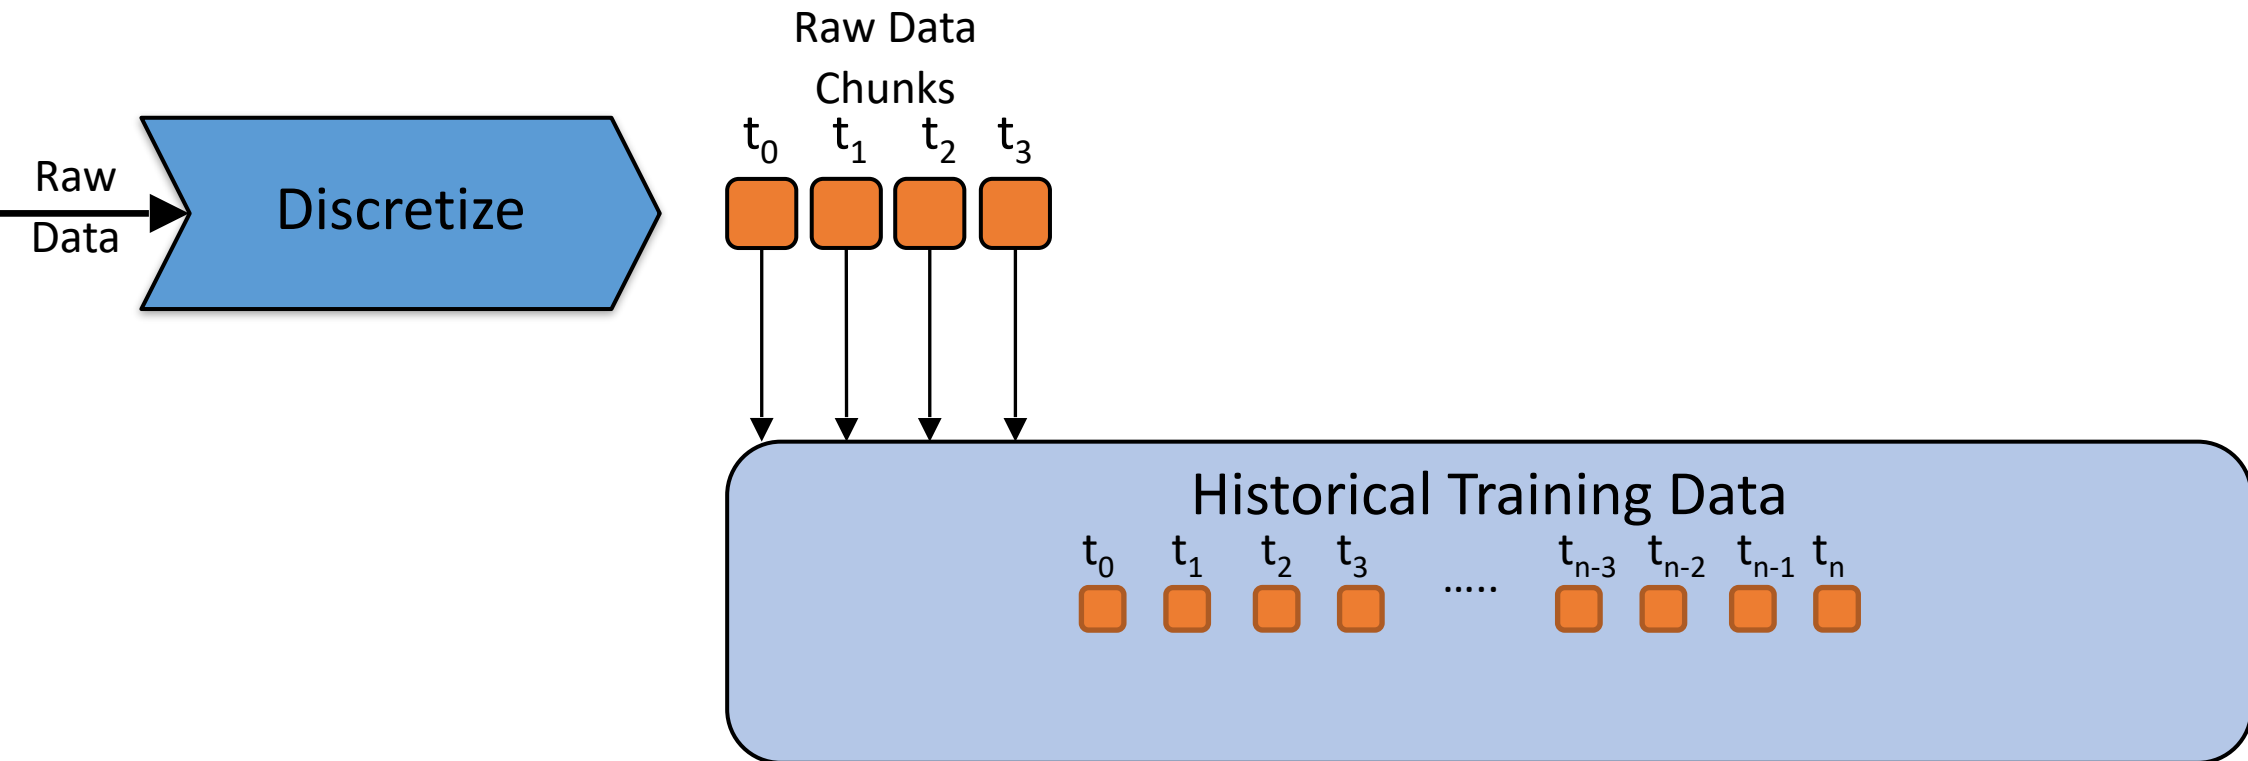 Raw Data
Chunks
t0 t1 t2 t3
Raw
Data
Discretize
Historical Training Data
t0 t1 t2 t3 ..... tn-3 tn-2 tn-1 tn